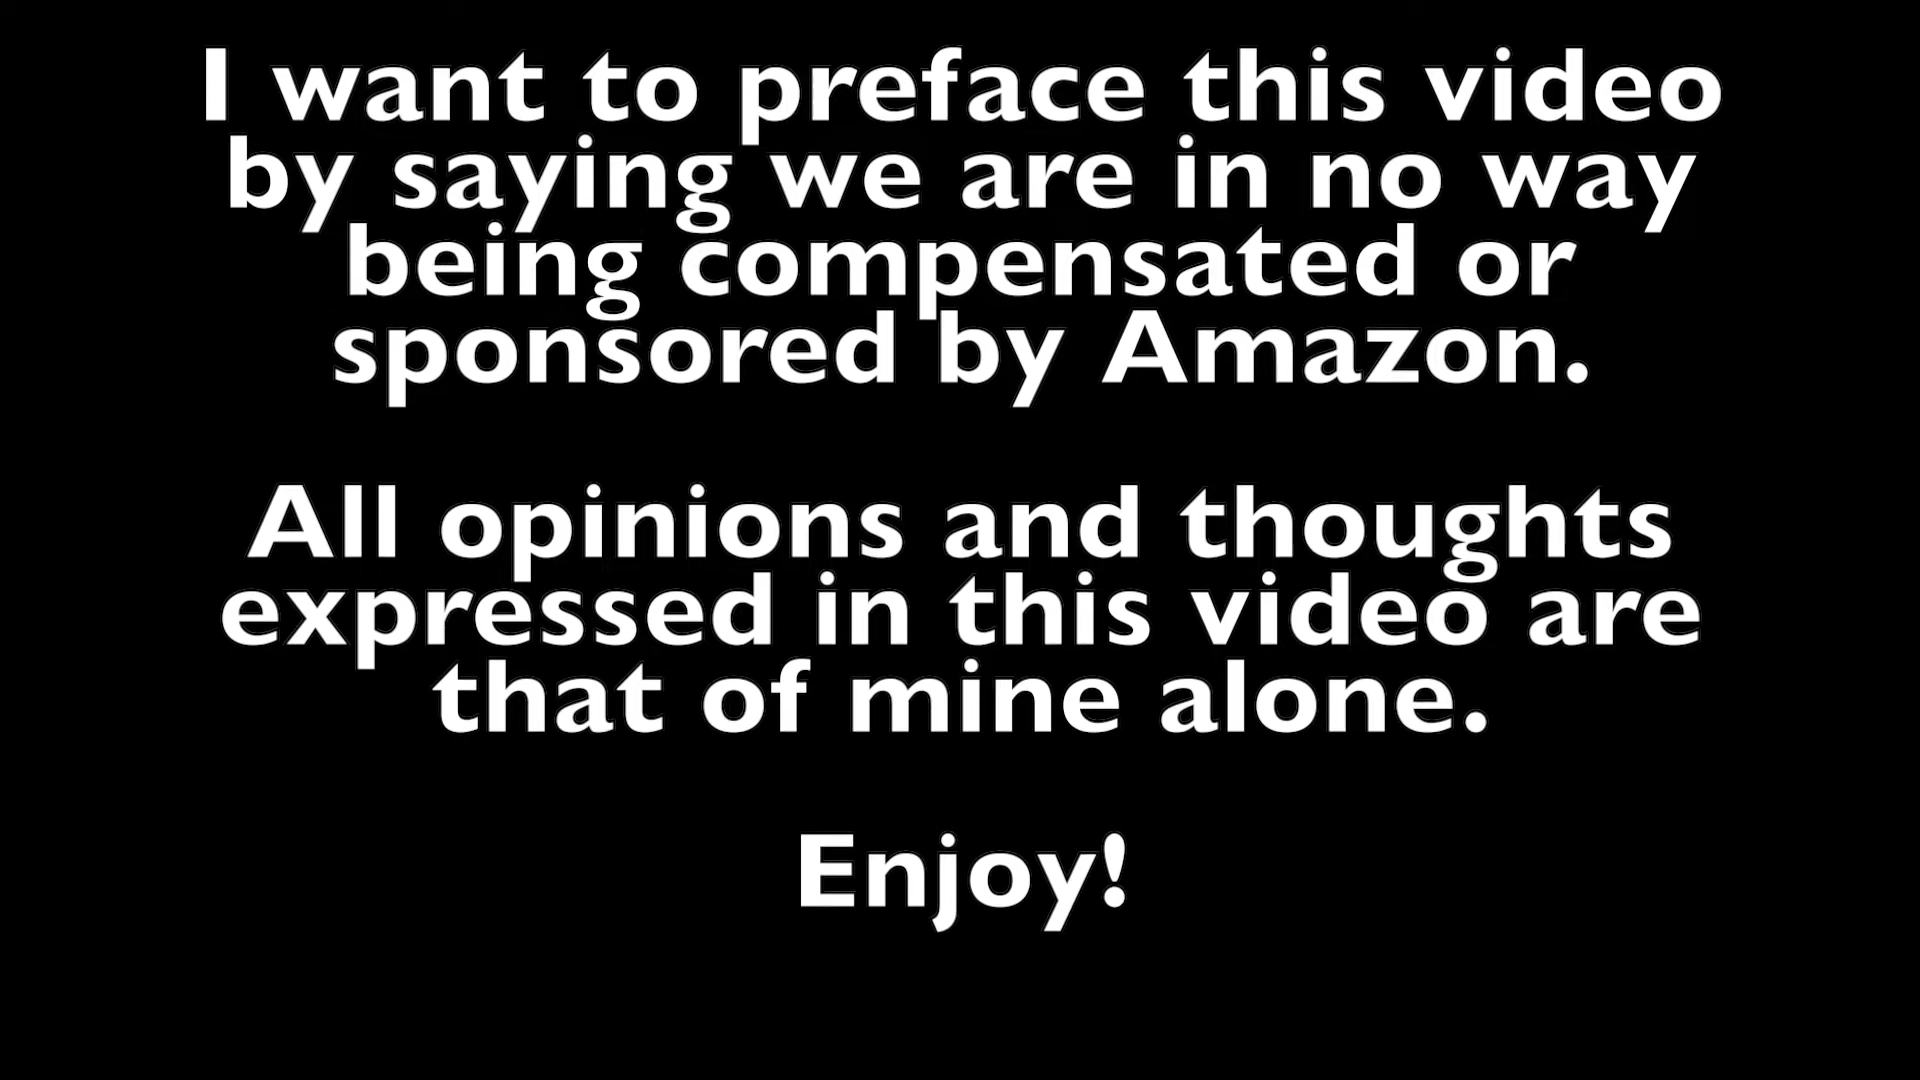 I want to preface this video
by saying we are in no way
being compensated or
sponsored by Amazon.
All opinions and thoughts
expressed in this video are
that of mine alone.
Enjoy!